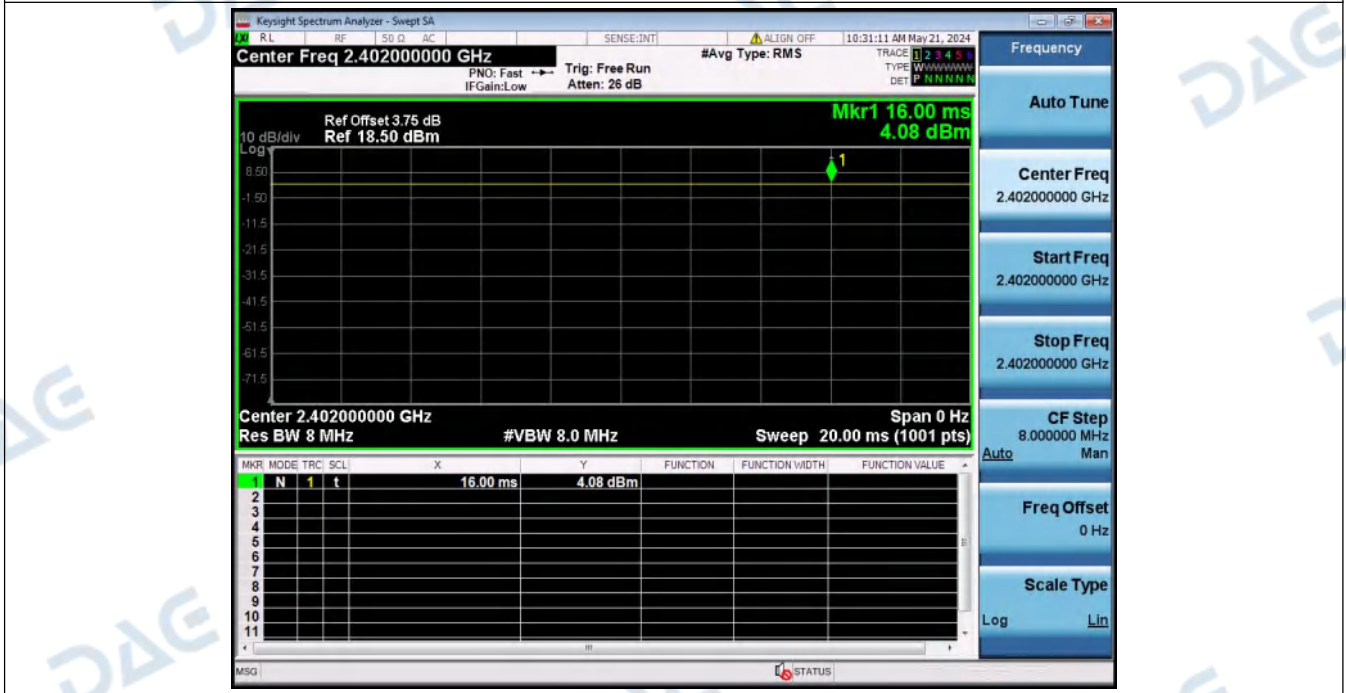 Keysight Spectrum Analyzer - Swept SA
RL RF 50 Ω AC SENSE:INT ALIGN OFF 10:31:11 AM May 21, 2024
Center Freq 2.402000000 GHz
PNO: Fast
IFGain:Low
Trig: Free Run
Atten: 26 dB
#Avg Type: RMS
TRACE 1 2 3 4 5 6
TYPE WWWWWW
DET P N N N N N
Ref Offset 3.75 dB
10 dB/div Ref 18.50 dBm
Log
Mkr1 16.00 ms
4.08 dBm
1
8.50
-1.50
-11.5
-21.5
-31.5
-41.5
-51.5
-61.5
-71.5
Center 2.402000000 GHz Span 0 Hz
Res BW 8 MHz #VBW 8.0 MHz Sweep 20.00 ms (1001 pts)
MKR MODE TRC SCL X Y FUNCTION FUNCTION WIDTH FUNCTION VALUE
1 N 1 t 16.00 ms 4.08 dBm
2
3
4
5
6
7
8
9
10
11
MSG STATUS
Frequency
Auto Tune
Center Freq
2.402000000 GHz
Start Freq
2.402000000 GHz
Stop Freq
2.402000000 GHz
CF Step
8.000000 MHz
Auto Man
Freq Offset
0 Hz
Scale Type
Log Lin
DAG
DAG
DAG